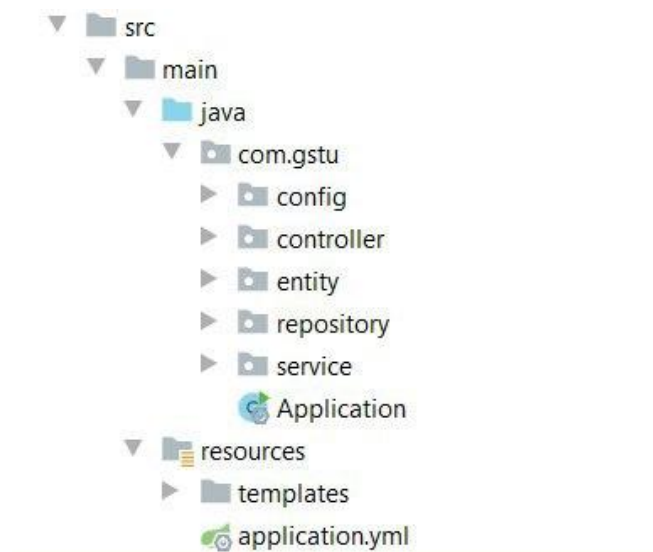 src
main
java
com.gstu
config
controller
entity
repository
service
Application
resources
templates
application.yml